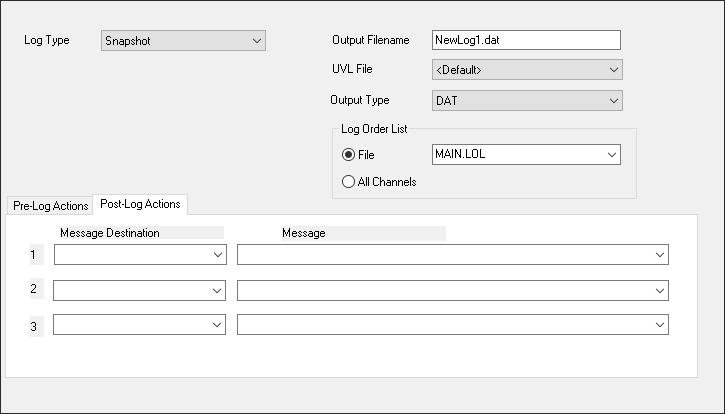 Log Type Snapshot Output Filename NewLog1.dat
UVL File <Default>
Output Type DAT
Log Order List
File MAIN.LOL
All Channels
Pre-Log Actions Post-Log Actions
Message Destination Message
1
2
3